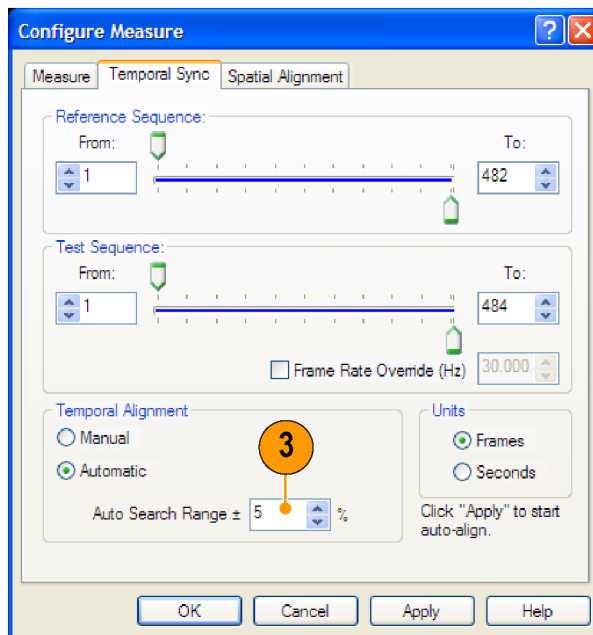 Configure Measure
Measure Temporal Sync Spatial Alignment
Reference Sequence:
From: To:
1 482
Test Sequence:
From: To:
1 484
Frame Rate Override (Hz) 30.000
Temporal Alignment
Manual
Automatic
3
Auto Search Range ± 5 %
Units
Frames
Seconds
Click "Apply" to start
auto-align.
OK Cancel Apply Help